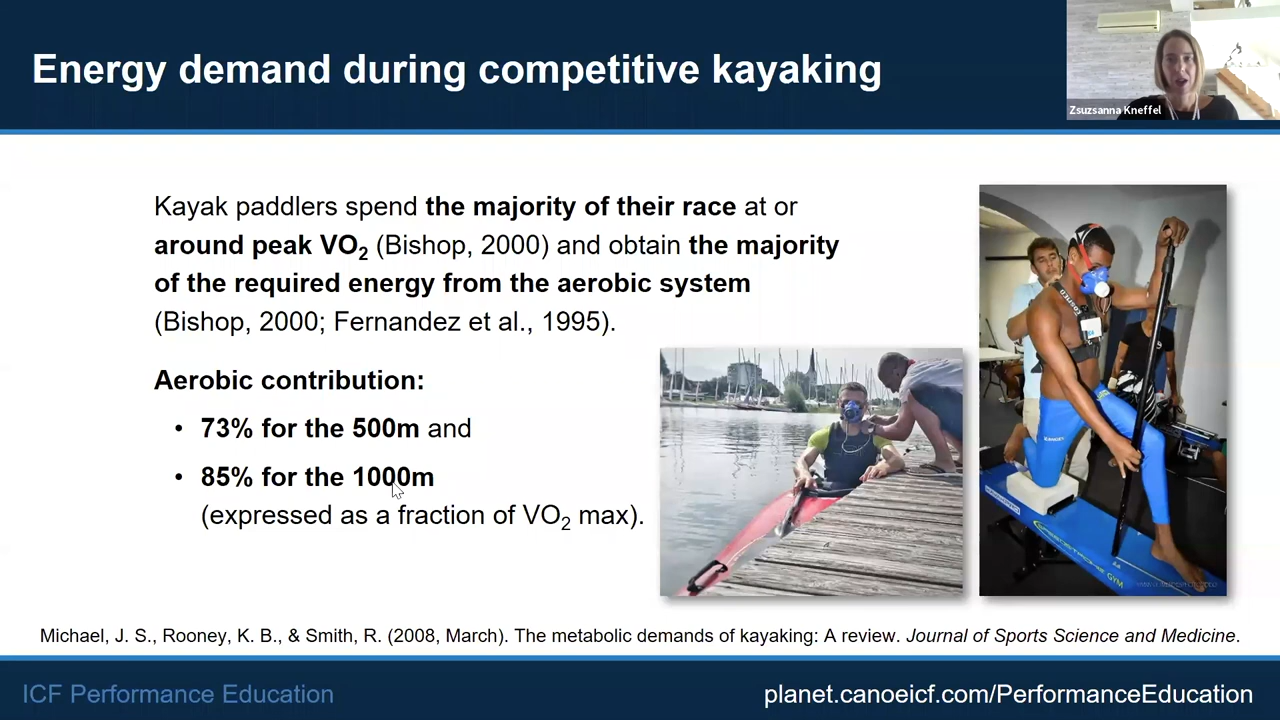 Energy demand during competitive kayaking
Zsuzsanna Kneffel
Kayak paddlers spend the majority of their race at or
around peak VO2 (Bishop, 2000) and obtain the majority
of the required energy from the aerobic system
(Bishop, 2000; Fernandez et al., 1995).
Aerobic contribution:
• 73% for the 500m and
• 85% for the 1000m
(expressed as a fraction of VO2 max).
COSMED
GYM
Michael, J. S., Rooney, K. B., & Smith, R. (2008, March). The metabolic demands of kayaking: A review. Journal of Sports Science and Medicine.
ICF Performance Education
planet.canoeicf.com/PerformanceEducation